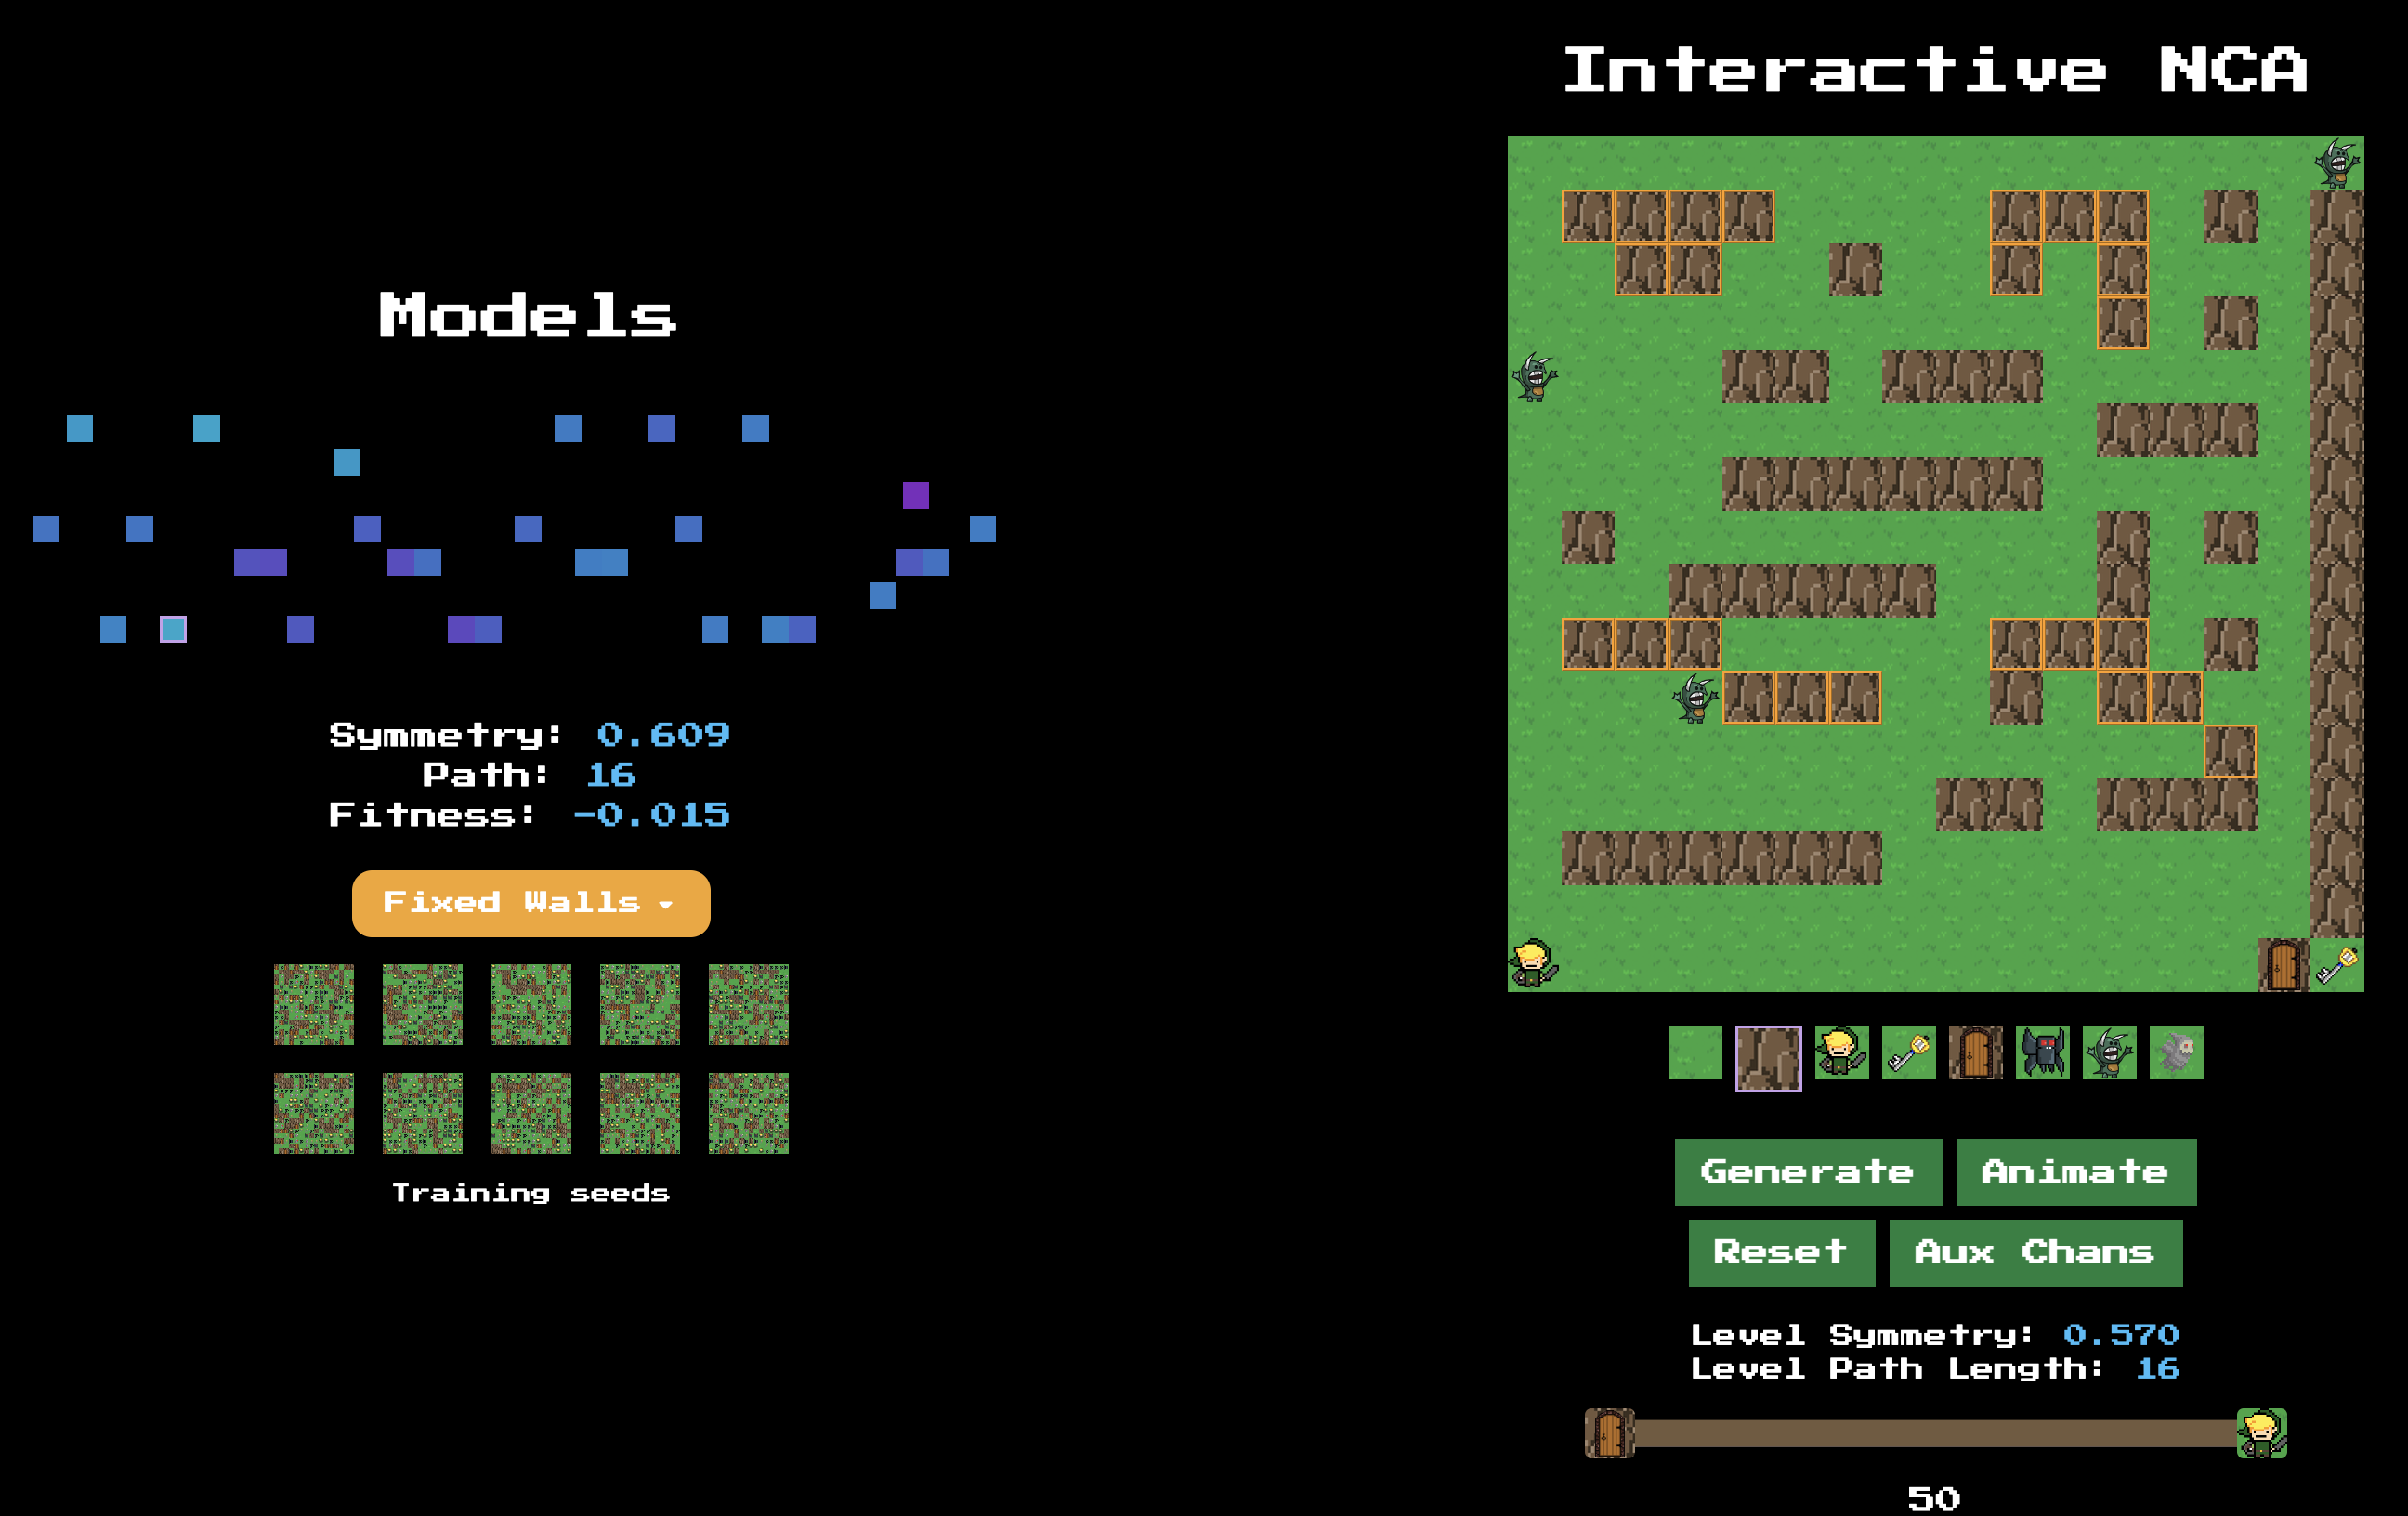 Models
Symmetry: 0.609
Path: 16
Fitness: -0.015
Fixed Walls
Training seeds
Interactive NCA
Generate
Animate
Reset
Aux Chans
Level Symmetry: 0.570
Level Path Length: 16
50